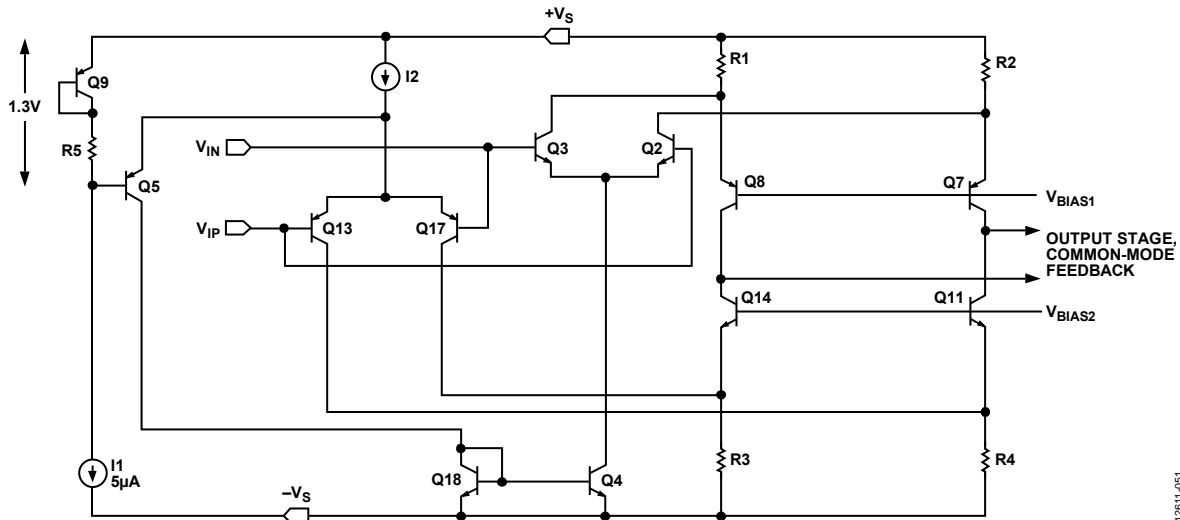 +VS
R1
R2
Q9
I2
1.3V
R5
VIN
Q3
Q2
Q5
Q8
Q7
VBIAS1
VIP
Q13
Q17
OUTPUT STAGE,
COMMON-MODE
FEEDBACK
Q14
Q11
VBIAS2
I1
5µA
Q18
Q4
R3
R4
–VS
12611-051